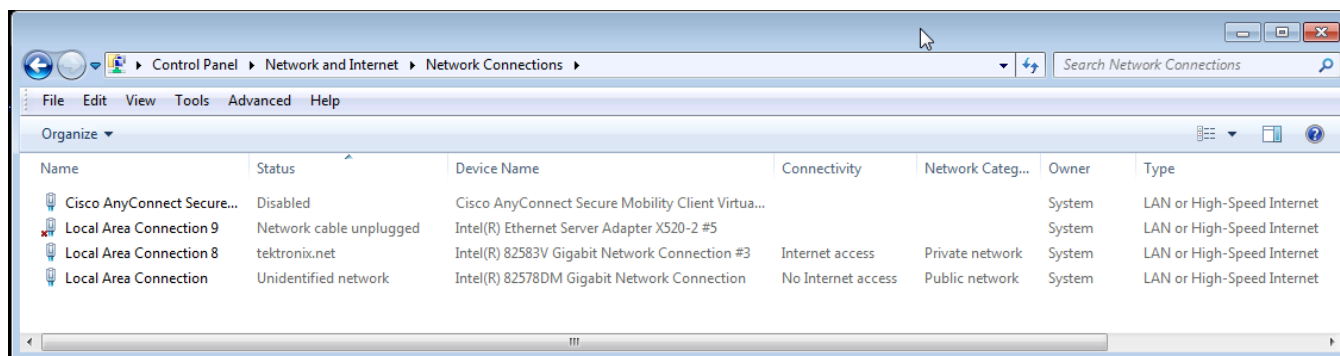 Control Panel Network and Internet Network Connections Search Network Connections
File Edit View Tools Advanced Help
Organize
Name Status Device Name Connectivity Network Categ... Owner Type
Cisco AnyConnect Secure... Disabled Cisco AnyConnect Secure Mobility Client Virtua... System LAN or High-Speed Internet
Local Area Connection 9 Network cable unplugged Intel(R) Ethernet Server Adapter X520-2 #5 System LAN or High-Speed Internet
Local Area Connection 8 tektronix.net Intel(R) 82583V Gigabit Network Connection #3 Internet access Private network System LAN or High-Speed Internet
Local Area Connection Unidentified network Intel(R) 82578DM Gigabit Network Connection No Internet access Public network System LAN or High-Speed Internet